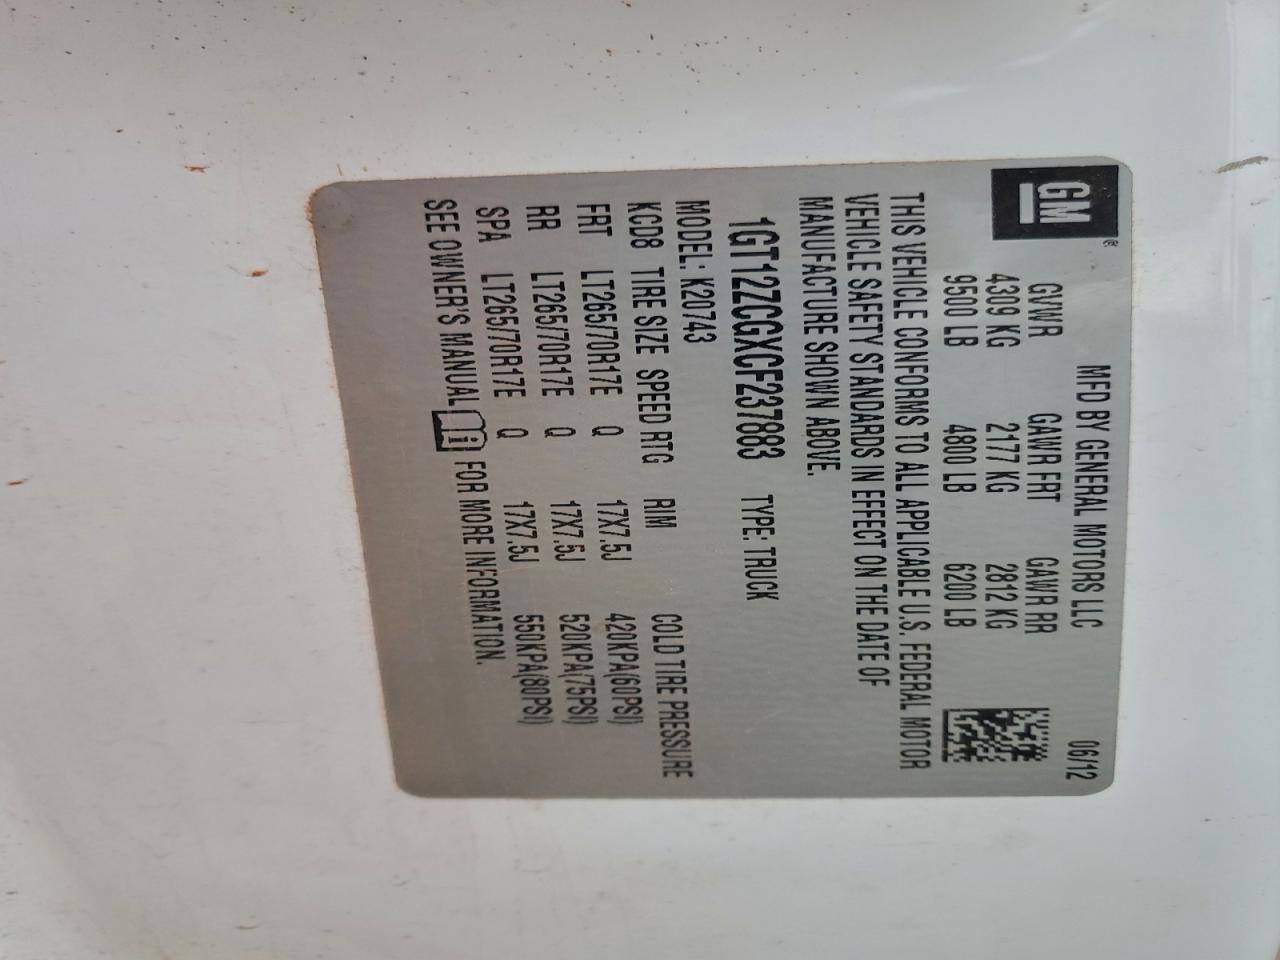 GM®
MFD BY GENERAL MOTORS LLC 06/12
GVWR GAWR FRT GAWR RR
4309 KG 2177 KG 2812 KG
9500 LB 4800 LB 6200 LB
THIS VEHICLE CONFORMS TO ALL APPLICABLE U.S. FEDERAL MOTOR
VEHICLE SAFETY STANDARDS IN EFFECT ON THE DATE OF
MANUFACTURE SHOWN ABOVE.
1GT12ZCGXCF237883 TYPE: TRUCK
MODEL: K20743
KCD8 TIRE SIZE SPEED RTG RIM COLD TIRE PRESSURE
FRT LT265/70R17E Q 17X7.5J 420KPA(60PSI)
RR LT265/70R17E Q 17X7.5J 520KPA(75PSI)
SPA LT265/70R17E Q 17X7.5J 550KPA(80PSI)
SEE OWNER'S MANUAL i FOR MORE INFORMATION.